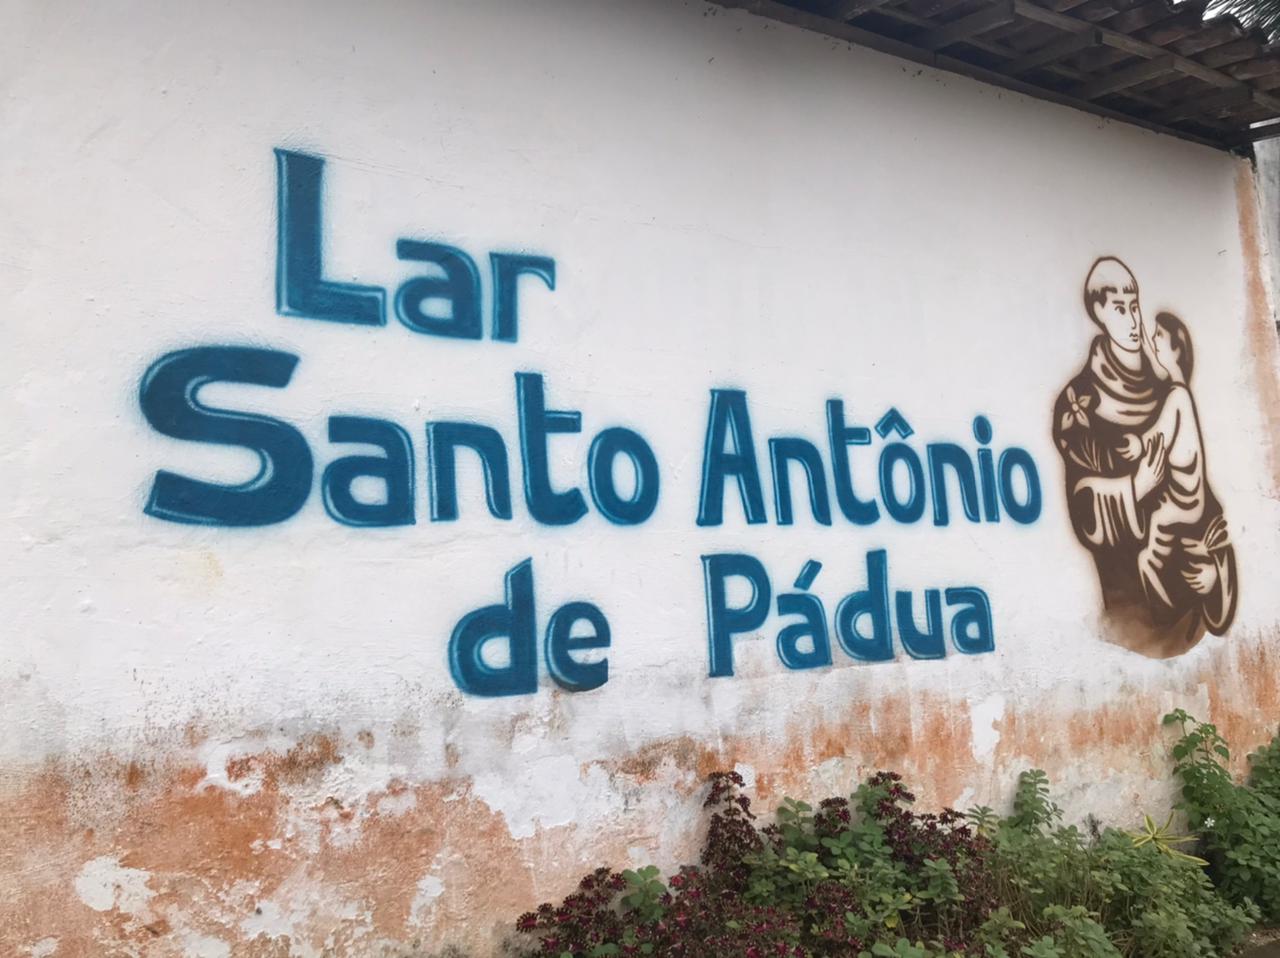 Lar
Santo Antônio
de Pádua